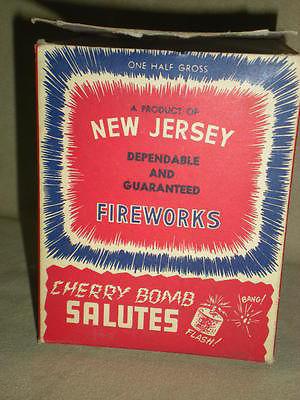 ONE HALF GROSS
A PRODUCT OF
NEW JERSEY
DEPENDABLE
AND
GUARANTEED
FIREWORKS
CHERRY BOMB
SALUTES
BANG!
FLASH!